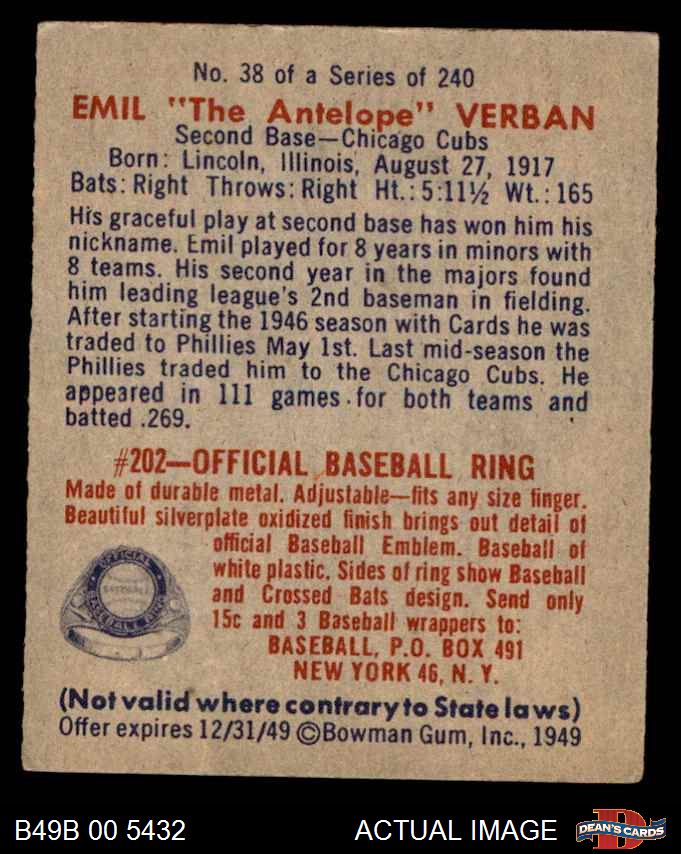 No. 38 of a Series of 240
EMIL "The Antelope" VERBAN
Second Base—Chicago Cubs
Born: Lincoln, Illinois, August 27, 1917
Bats: Right Throws: Right Ht.: 5:11½ Wt.: 165
His graceful play at second base has won him his
nickname. Emil played for 8 years in minors with
8 teams. His second year in the majors found
him leading league's 2nd baseman in fielding.
After starting the 1946 season with Cards he was
traded to Phillies May 1st. Last mid-season the
Phillies traded him to the Chicago Cubs. He
appeared in 111 games for both teams and
batted .269.
#202—OFFICIAL BASEBALL RING
Made of durable metal. Adjustable—fits any size finger.
Beautiful silverplate oxidized finish brings out detail of
official Baseball Emblem. Baseball of
white plastic. Sides of ring show Baseball
and Crossed Bats design. Send only
15c and 3 Baseball wrappers to:
BASEBALL, P.O. BOX 491
NEW YORK 46, N. Y.
OFFICIAL
BASEBALL
BASEBALL RING
(Not valid where contrary to State laws)
Offer expires 12/31/49 ©Bowman Gum, Inc., 1949
B49B 00 5432
ACTUAL IMAGE
D
DEAN'S CARDS